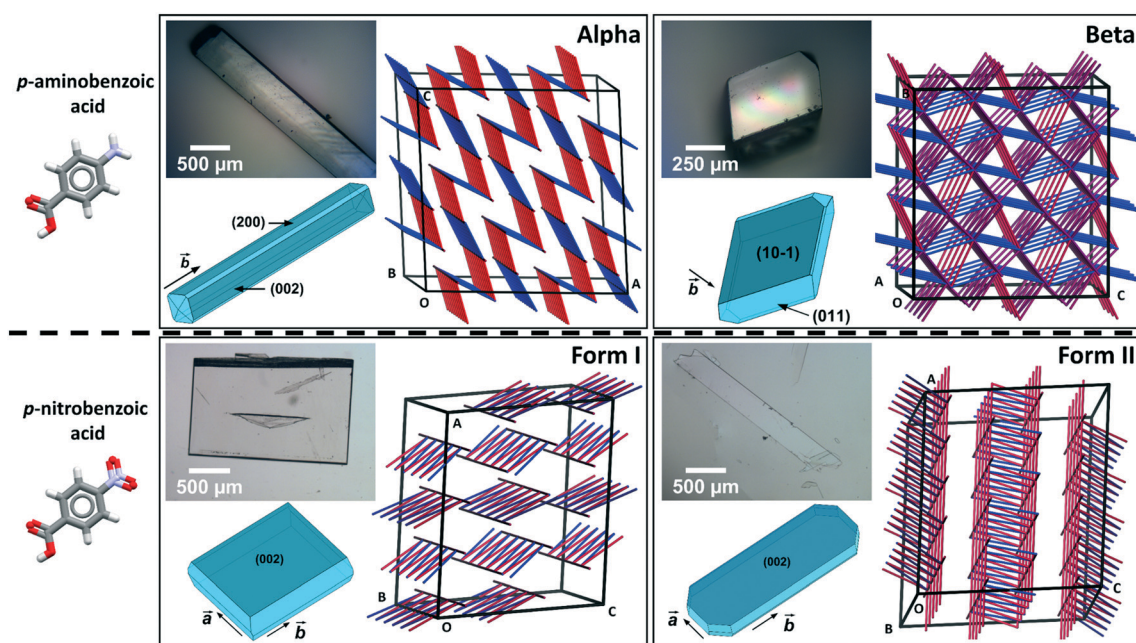 p-aminobenzoic
acid
Alpha
500 µm
(200)
b
(002)
C
B
O
A
Beta
250 µm
(10-1)
b
(011)
B
A
O
C
p-nitrobenzoic
acid
Form I
500 µm
(002)
a
b
A
B
O
C
Form II
500 µm
(002)
a
b
A
O
B
C